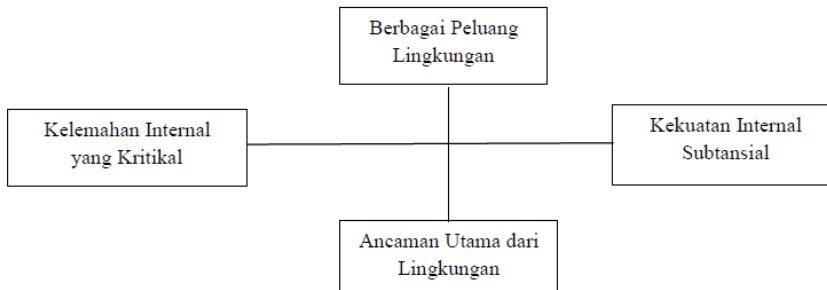 Berbagai Peluang
Lingkungan
Kelemahan Internal
yang Kritikal
Kekuatan Internal
Subtansial
Ancaman Utama dari
Lingkungan